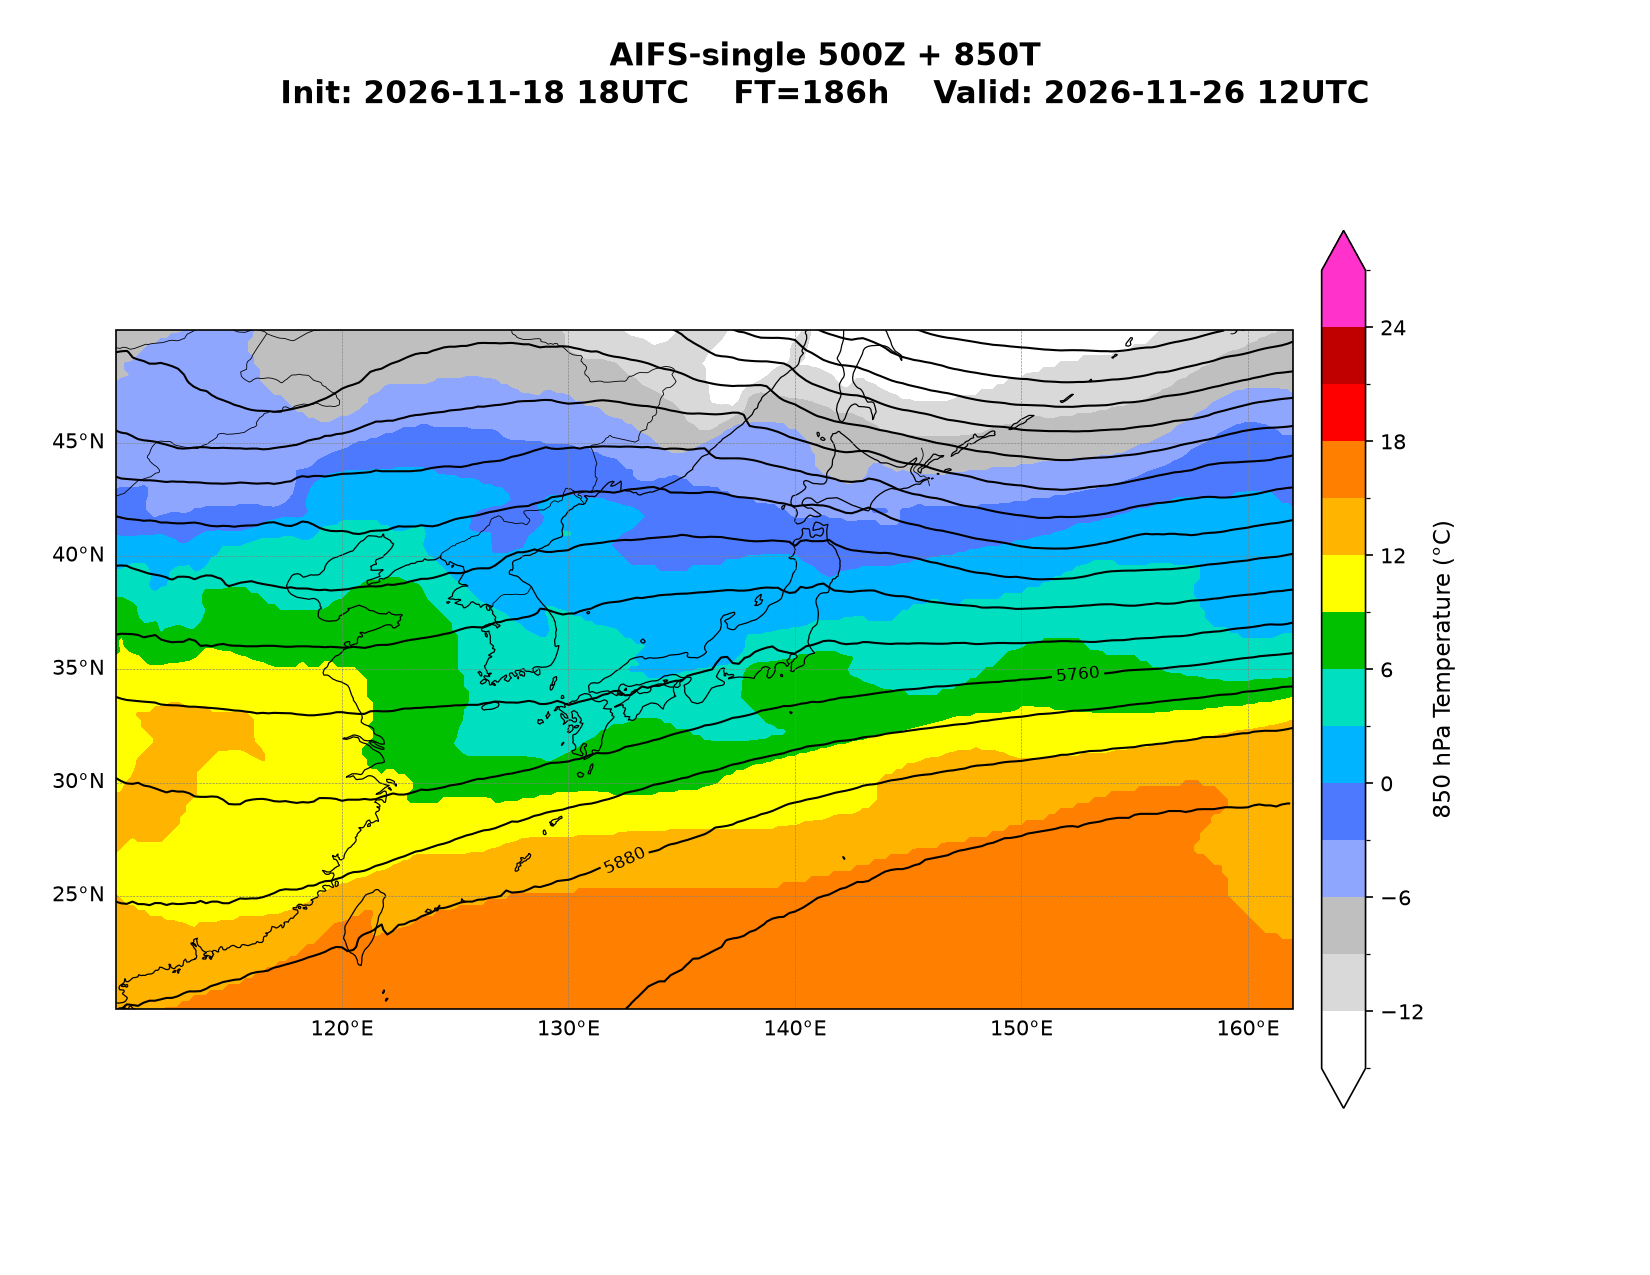 AIFS-single 500Z + 850T
Init: 2026-11-18 18UTC    FT=186h    Valid: 2026-11-26 12UTC
24
18
12
6
0
−6
−12
850 hPa Temperature (°C)
45°N
40°N
35°N
30°N
25°N
5760
5880
120°E
130°E
140°E
150°E
160°E